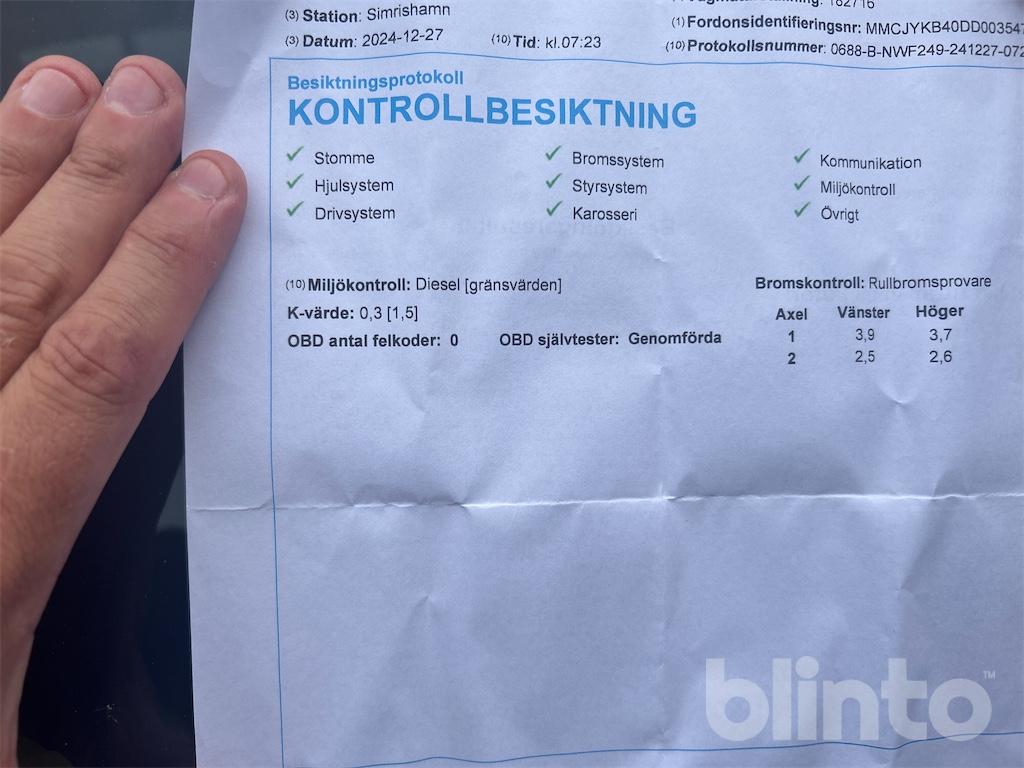 (3) Station: Simrishamn
182716
(3) Datum: 2024-12-27 (10) Tid: kl.07:23
(1) Fordonsidentifieringsnr: MMCJYKB40DD00354
(10) Protokollsnummer: 0688-B-NWF249-241227-072
Besiktningsprotokoll
KONTROLLBESIKTNING
✓ Stomme ✓ Bromssystem ✓ Kommunikation
✓ Hjulsystem ✓ Styrsystem ✓ Miljökontroll
✓ Drivsystem ✓ Karosseri ✓ Övrigt
(10) Miljökontroll: Diesel [gränsvärden]
K-värde: 0,3 [1,5]
OBD antal felkoder: 0 OBD självtester: Genomförda
Bromskontroll: Rullbromsprovare
Axel Vänster Höger
1 3,9 3,7
2 2,5 2,6
blinto™